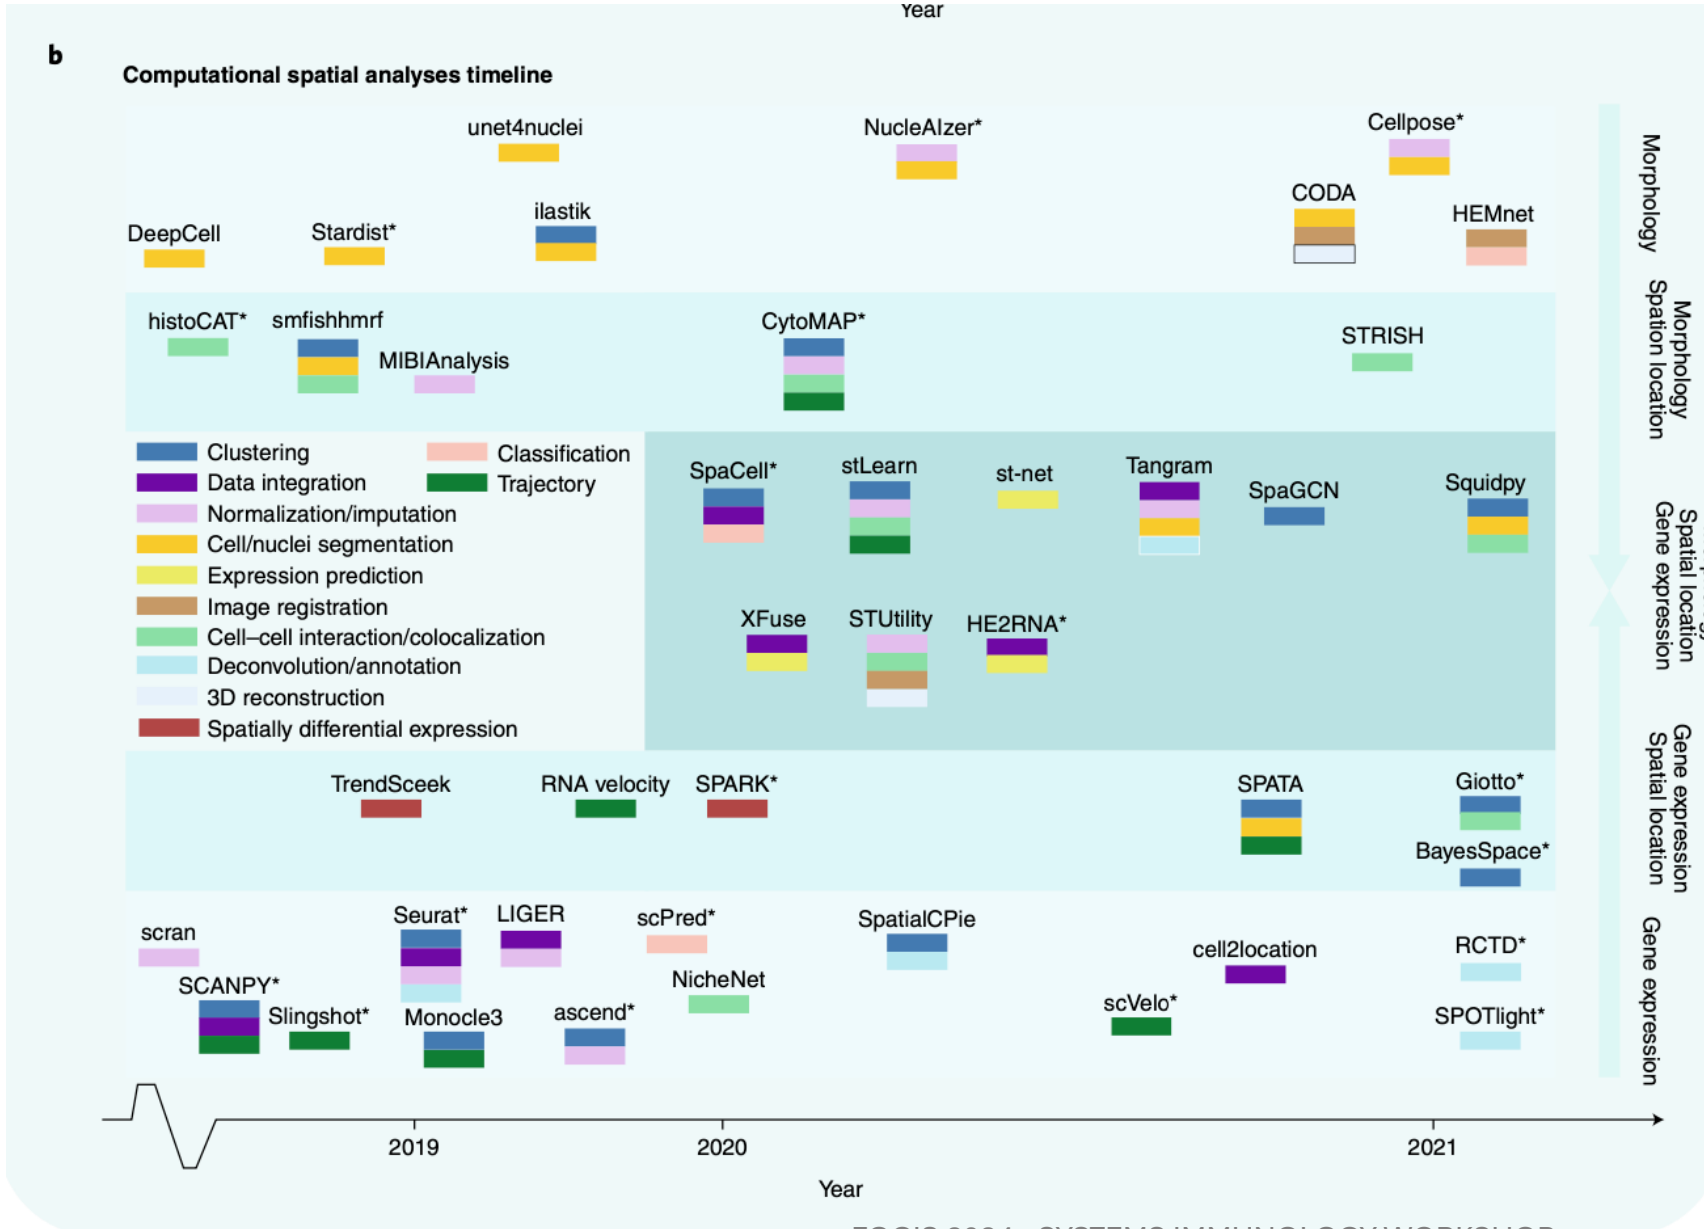 Year
b
Computational spatial analyses timeline
unet4nuclei
NucleAIzer*
Cellpose*
CODA
HEMnet
DeepCell
Stardist*
ilastik
Morphology
histoCAT*
smfishhmrf
MIBIAnalysis
CytoMAP*
STRISH
Morphology
Spation location
Clustering
Classification
Data integration
Trajectory
Normalization/imputation
Cell/nuclei segmentation
Expression prediction
Image registration
Cell–cell interaction/colocalization
Deconvolution/annotation
3D reconstruction
Spatially differential expression
SpaCell*
stLearn
st-net
Tangram
SpaGCN
Squidpy
XFuse
STUtility
HE2RNA*
Spatial location
Gene expression
TrendSceek
RNA velocity
SPARK*
SPATA
Giotto*
BayesSpace*
Gene expression
Spatial location
scran
Seurat*
LIGER
scPred*
SpatialCPie
cell2location
RCTD*
SCANPY*
Slingshot*
Monocle3
ascend*
NicheNet
scVelo*
SPOTlight*
Gene expression
2019
2020
2021
Year